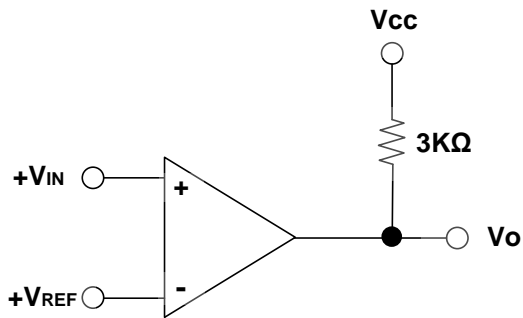 Vcc
3KΩ
+VIN
+
Vo
+VREF
-